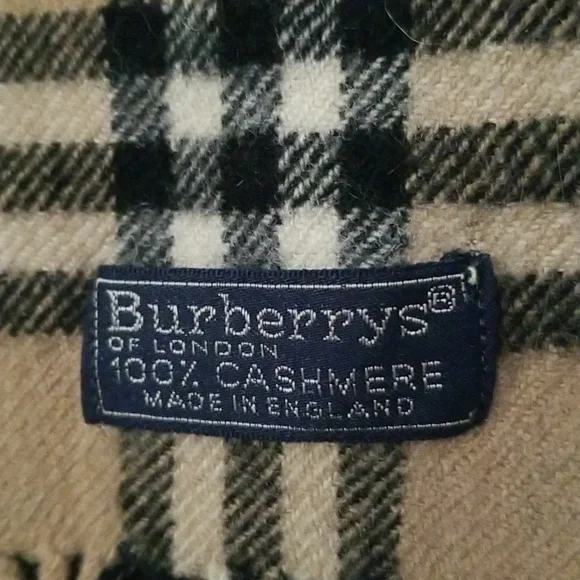 Burberrys®
OF LONDON
100% CASHMERE
MADE IN ENGLAND